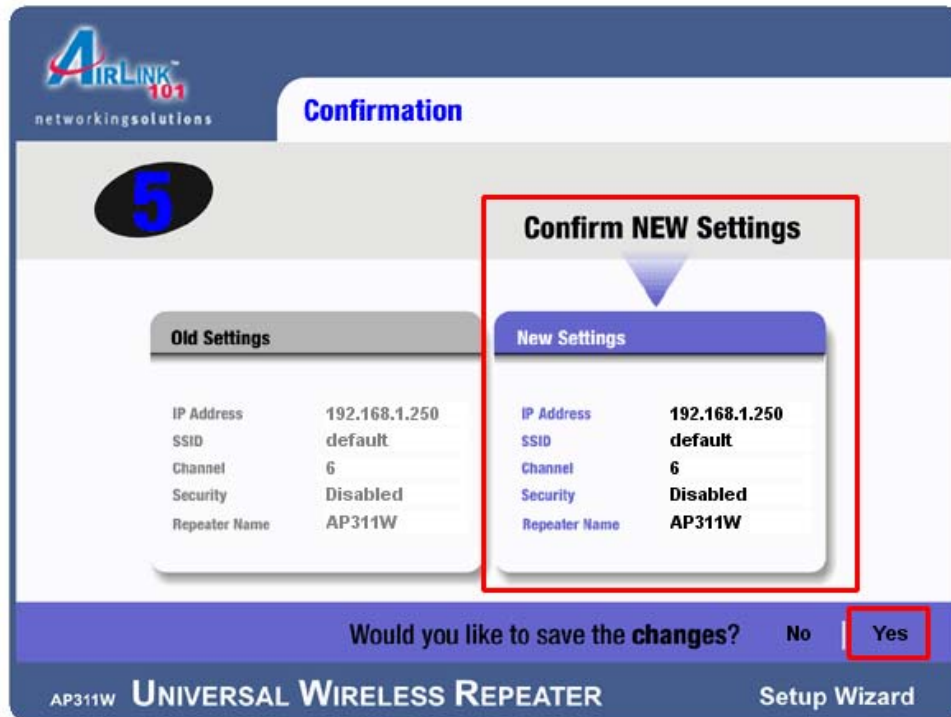 AIRLINK™
101
networkingsolutions
Confirmation
5
Confirm NEW Settings
Old Settings
IP Address 192.168.1.250
SSID default
Channel 6
Security Disabled
Repeater Name AP311W
New Settings
IP Address 192.168.1.250
SSID default
Channel 6
Security Disabled
Repeater Name AP311W
Would you like to save the changes? No | Yes
AP311W UNIVERSAL WIRELESS REPEATER Setup Wizard